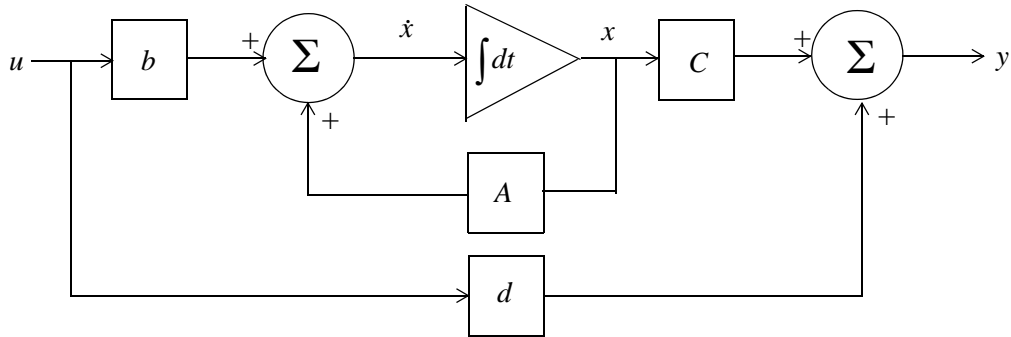 u b + Σ ẋ ∫dt x C + Σ y
+ +
A
d